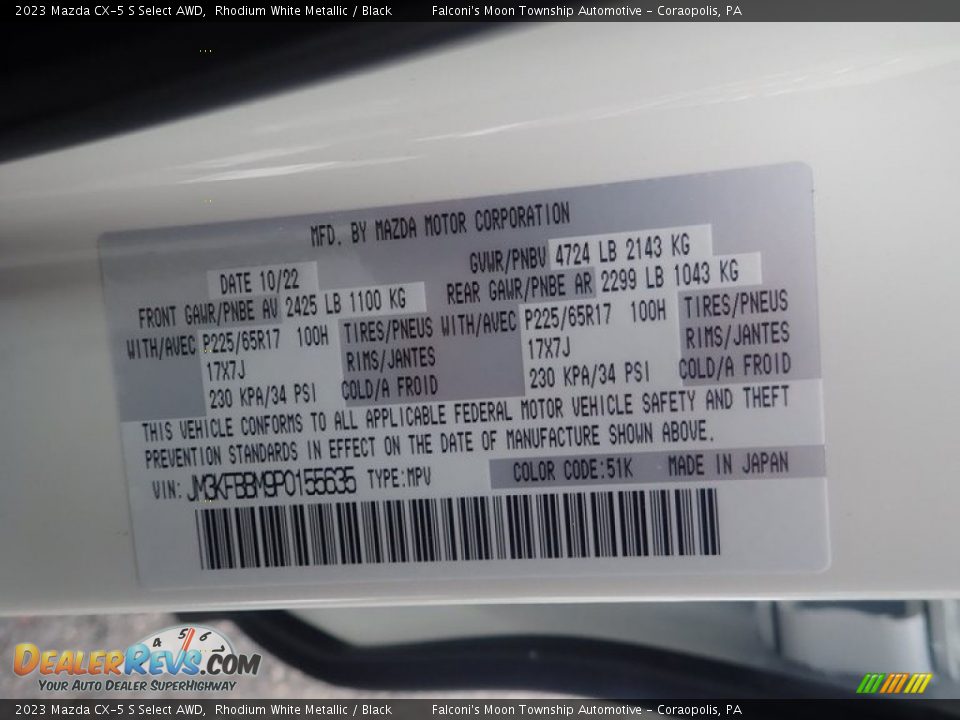 2023 Mazda CX-5 S Select AWD, Rhodium White Metallic / Black Falconi's Moon Township Automotive - Coraopolis, PA
MFD. BY MAZDA MOTOR CORPORATION
DATE 10/22 GVWR/PNBV 4724 LB 2143 KG
FRONT GAWR/PNBE AV 2425 LB 1100 KG REAR GAWR/PNBE AR 2299 LB 1043 KG
WITH/AVEC P225/65R17 100H TIRES/PNEUS WITH/AVEC P225/65R17 100H TIRES/PNEUS
17X7J RIMS/JANTES 17X7J RIMS/JANTES
230 KPA/34 PSI COLD/A FROID 230 KPA/34 PSI COLD/A FROID
THIS VEHICLE CONFORMS TO ALL APPLICABLE FEDERAL MOTOR VEHICLE SAFETY AND THEFT
PREVENTION STANDARDS IN EFFECT ON THE DATE OF MANUFACTURE SHOWN ABOVE.
VIN: JM3KFBBM9P0155635 TYPE:MPV COLOR CODE:51K MADE IN JAPAN
4 5 6
DEALERREVS.COM
YOUR AUTO DEALER SUPERHIGHWAY
2023 Mazda CX-5 S Select AWD, Rhodium White Metallic / Black Falconi's Moon Township Automotive - Coraopolis, PA